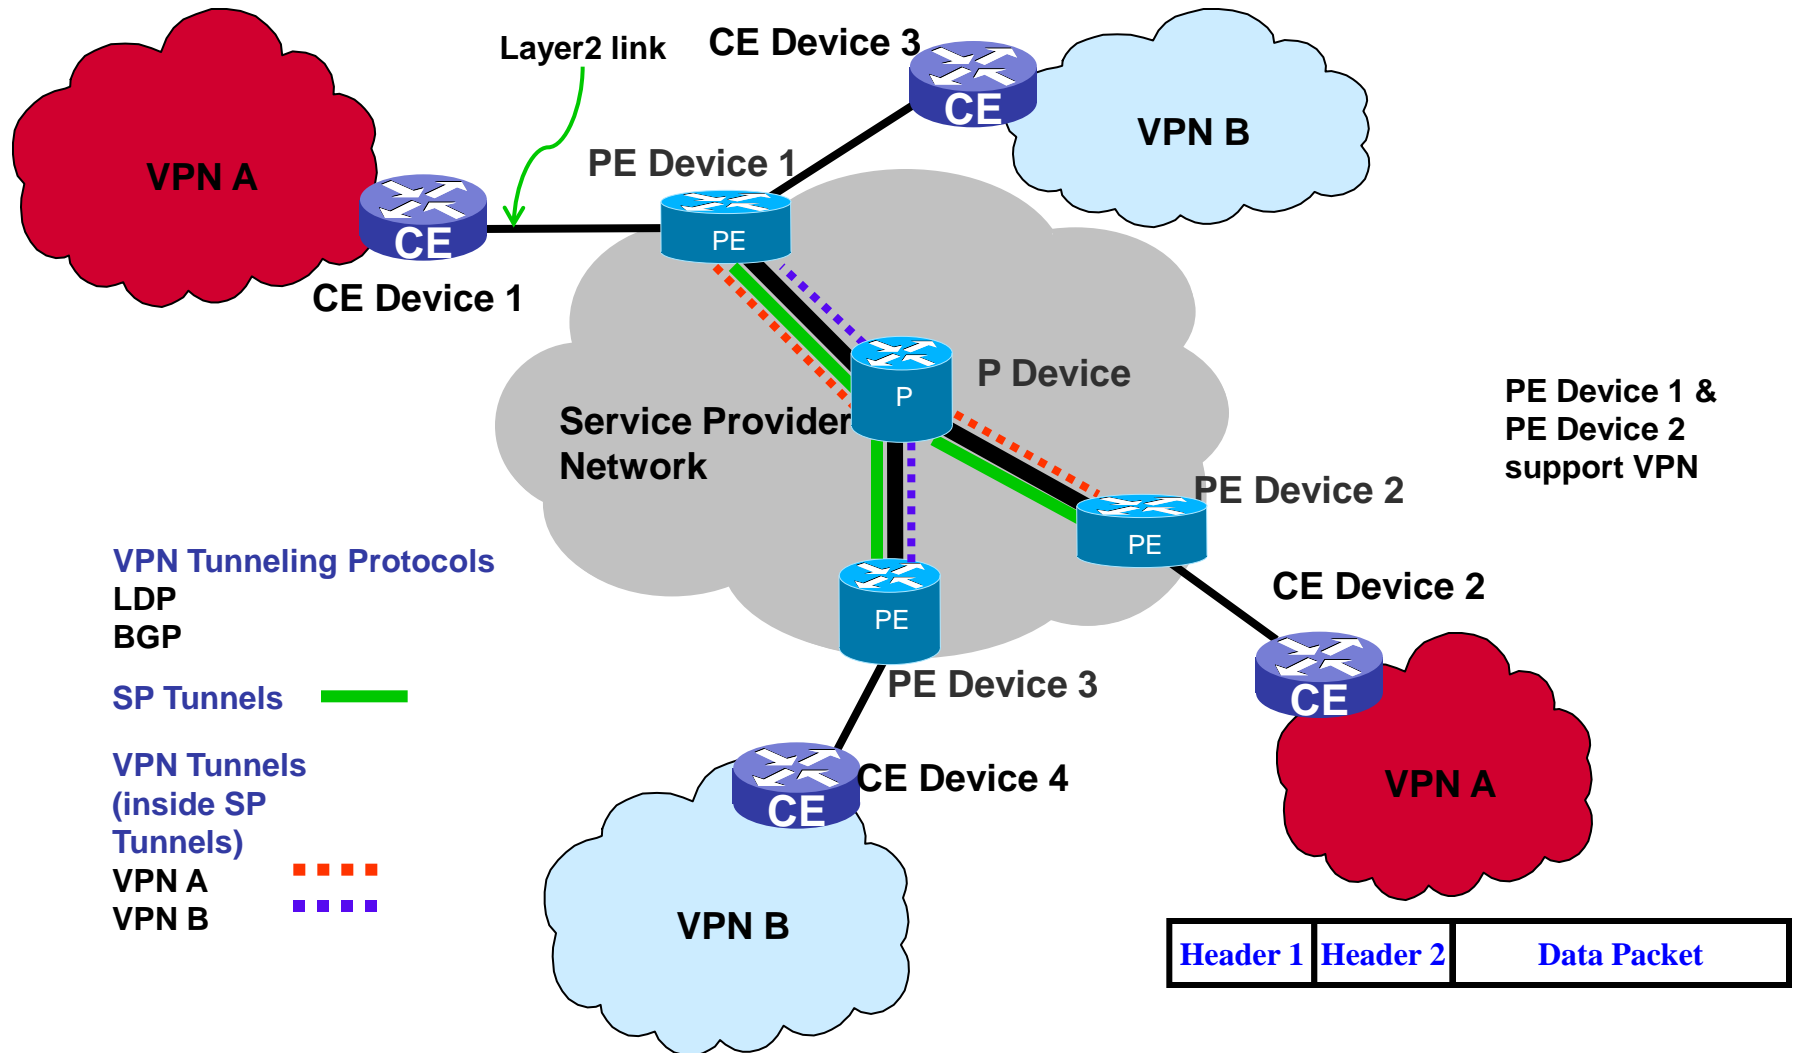 Layer2 link
CE Device 3
CE
VPN B
VPN A
PE Device 1
CE
PE
CE Device 1
P Device
P
Service Provider
Network
PE Device 1 &
PE Device 2
support VPN
PE Device 2
PE
VPN Tunneling Protocols
LDP
BGP
CE Device 2
PE
CE
SP Tunnels
PE Device 3
VPN Tunnels
(inside SP
Tunnels)
VPN A
VPN B
CE Device 4
CE
VPN A
VPN B
Header 1
Header 2
Data Packet